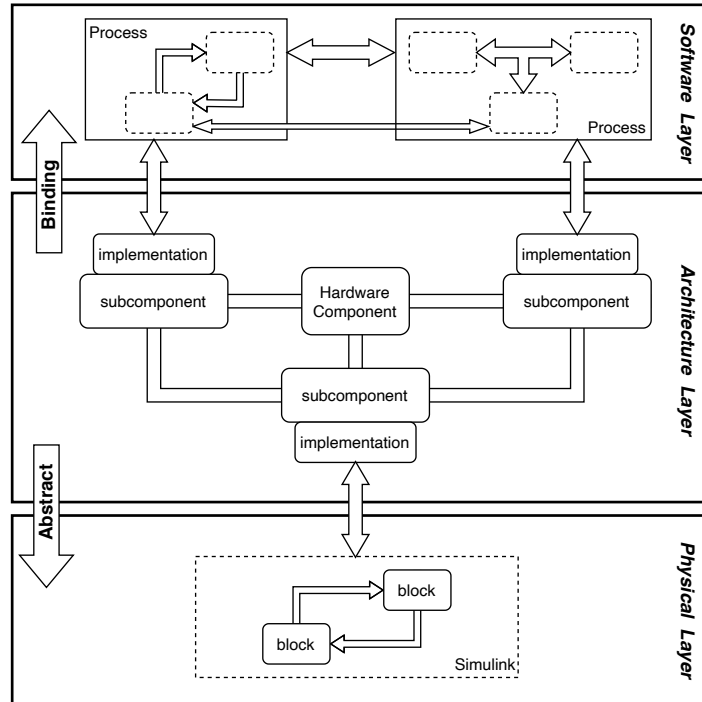 Process
Process
Software Layer
Binding
implementation
implementation
subcomponent
Hardware
Component
subcomponent
subcomponent
implementation
Architecture Layer
Abstract
block
block
Simulink
Physical Layer